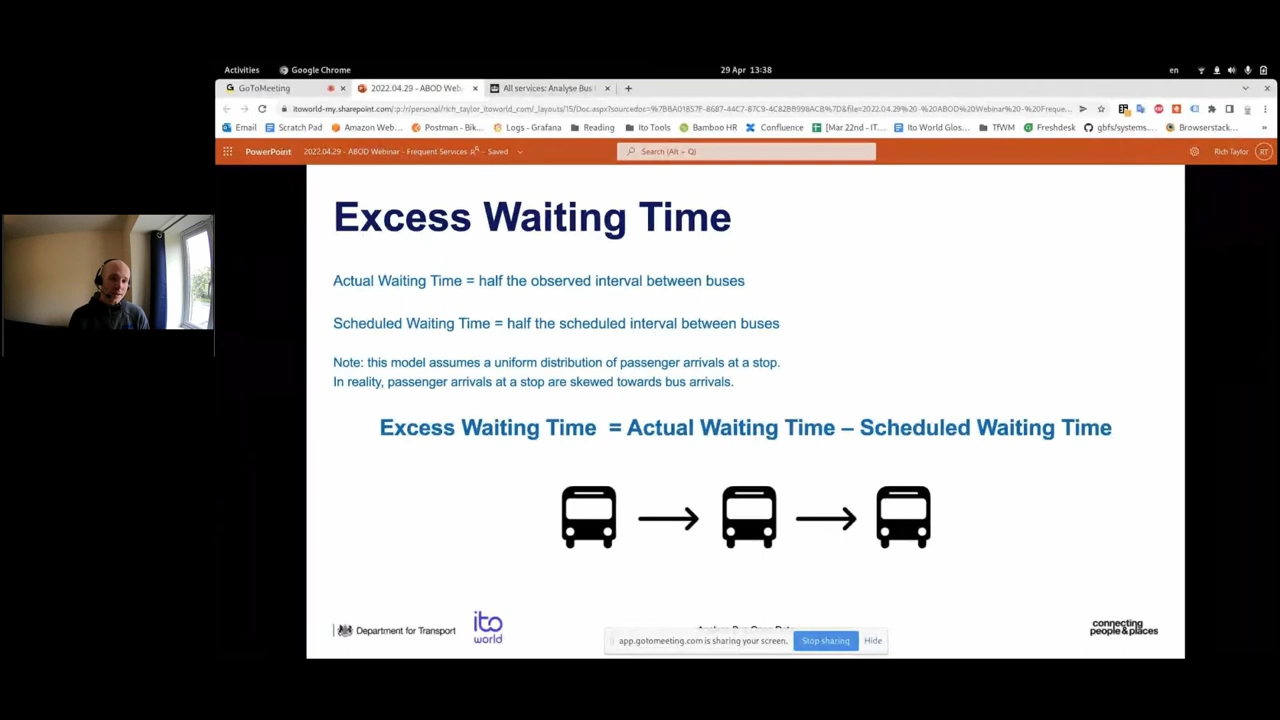 Activities
Google Chrome
29 Apr 13:38
en
GoToMeeting
2022.04.29 - ABOD Webi
All services: Analyse Bus
PowerPoint
2022.04.29 - ABOD Webinar - Frequent Services
- Saved
Search (Alt + Q)
Rich Taylor
RT
Email
Scratch Pad
Amazon Web...
Postman - Bik...
Logs - Grafana
Reading
Ito Tools
Bamboo HR
Confluence
[Mar 22nd - IT...
Ito World Glos...
TfWM
Freshdesk
gbfs/systems...
Browserstack...
Excess Waiting Time
Actual Waiting Time = half the observed interval between buses
Scheduled Waiting Time = half the scheduled interval between buses
Note: this model assumes a uniform distribution of passenger arrivals at a stop.
In reality, passenger arrivals at a stop are skewed towards bus arrivals.
Excess Waiting Time = Actual Waiting Time – Scheduled Waiting Time
Department for Transport
ito
world
app.gotomeeting.com is sharing your screen.
Stop sharing
Hide
connecting
people&places